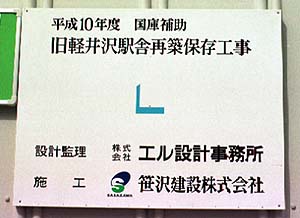 平成10年度　国庫補助
旧軽井沢駅舎再築保存工事
設計監理　株式会社　エル設計事務所
施　工　SASAZAWA　笹沢建設株式会社